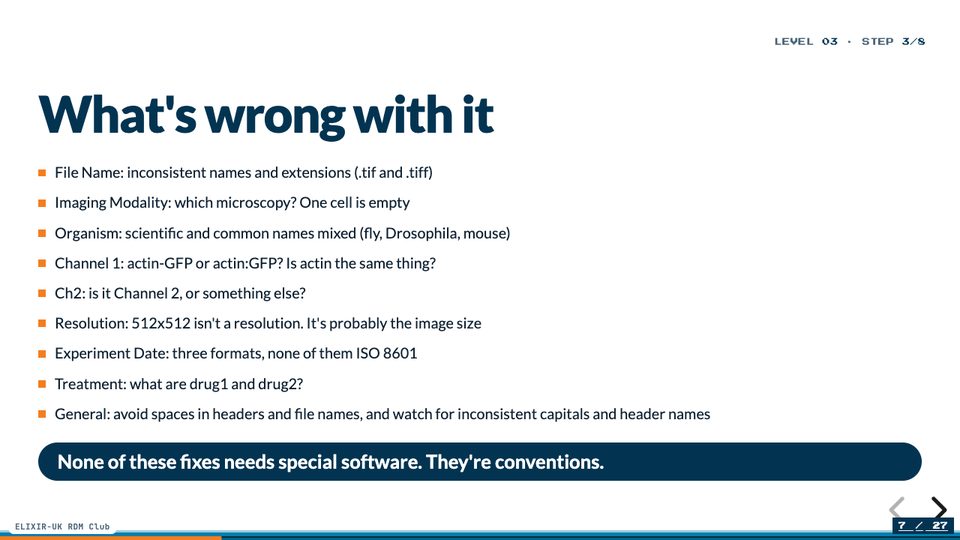 LEVEL 03 · STEP 3/8
What's wrong with it
File Name: inconsistent names and extensions (.tif and .tiff)
Imaging Modality: which microscopy? One cell is empty
Organism: scientific and common names mixed (fly, Drosophila, mouse)
Channel 1: actin-GFP or actin:GFP? Is actin the same thing?
Ch2: is it Channel 2, or something else?
Resolution: 512x512 isn't a resolution. It's probably the image size
Experiment Date: three formats, none of them ISO 8601
Treatment: what are drug1 and drug2?
General: avoid spaces in headers and file names, and watch for inconsistent capitals and header names
None of these fixes needs special software. They're conventions.
ELIXIR-UK RDM Club
7 / 27